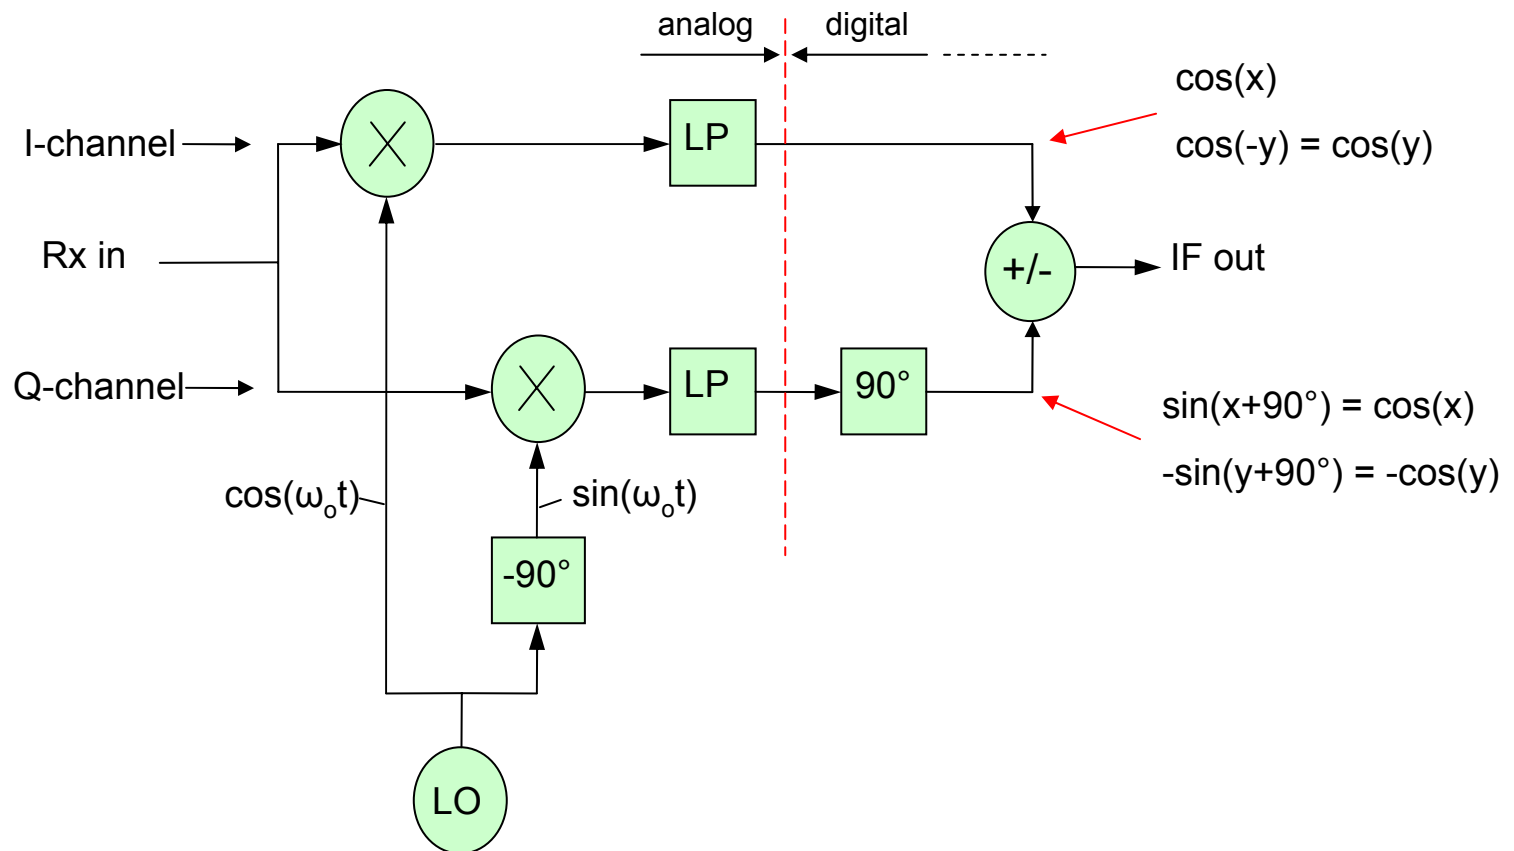 analog
digital
cos(x)
I-channel
LP
cos(-y) = cos(y)
Rx in
+/-
IF out
Q-channel
LP
90°
sin(x+90°) = cos(x)
-sin(y+90°) = -cos(y)
cos(ωot)
sin(ωot)
-90°
LO